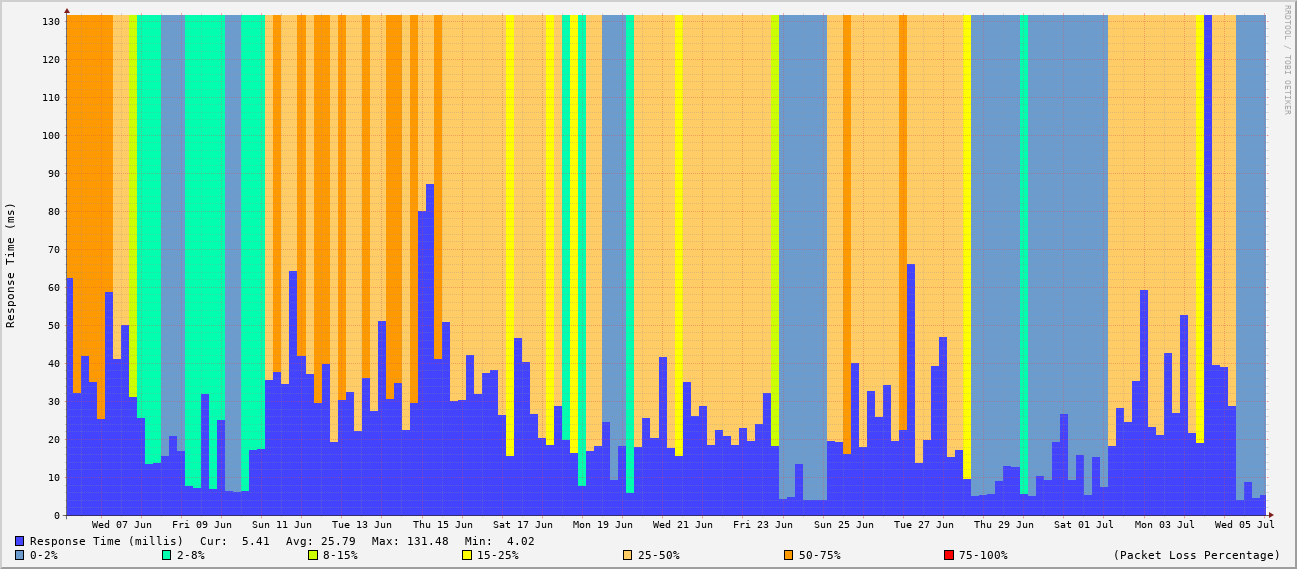 RRDTOOL / TOBI OETIKER
Response Time (ms)
130
120
110
100
90
80
70
60
50
40
30
20
10
0
Wed 07 Jun Fri 09 Jun Sun 11 Jun Tue 13 Jun Thu 15 Jun Sat 17 Jun Mon 19 Jun Wed 21 Jun Fri 23 Jun Sun 25 Jun Tue 27 Jun Thu 29 Jun Sat 01 Jul Mon 03 Jul Wed 05 Jul
Response Time (millis) Cur: 5.41 Avg: 25.79 Max: 131.48 Min: 4.02
0-2% 2-8% 8-15% 15-25% 25-50% 50-75% 75-100% (Packet Loss Percentage)